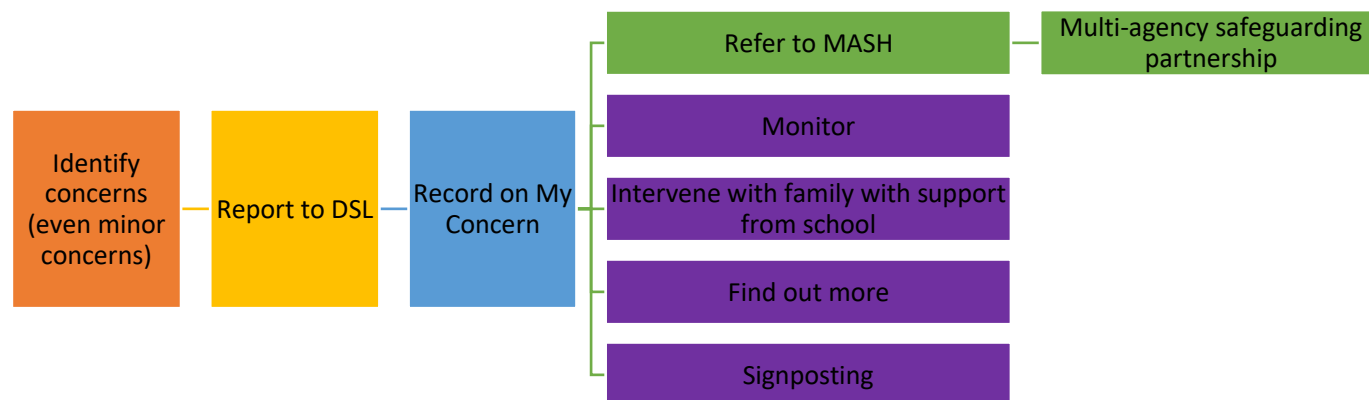 Identify
concerns
(even minor
concerns)
Report to DSL
Record on My
Concern
Refer to MASH
Multi-agency safeguarding
partnership
Monitor
Intervene with family with support
from school
Find out more
Signposting